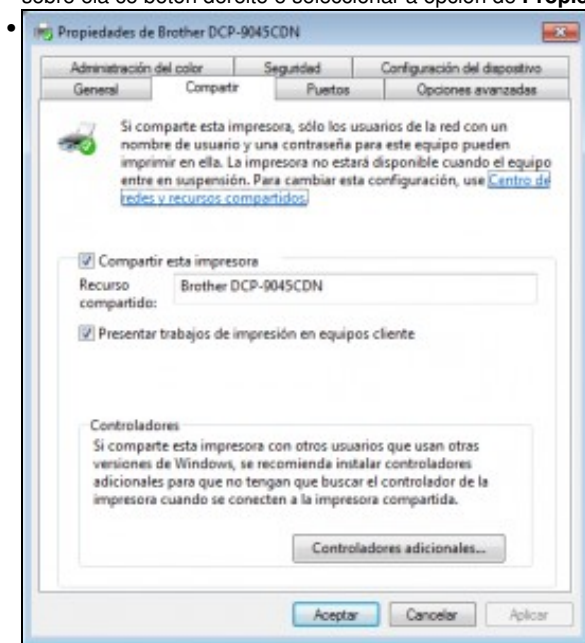 sobre ela co botón dereito e seleccionar a opción de Propie
Propiedades de Brother DCP-9045CDN
Administración del color Seguridad Configuración del dispositivo
General Compartir Puertos Opciones avanzadas
Si comparte esta impresora, sólo los usuarios de la red con un
nombre de usuario y una contraseña para este equipo pueden
imprimir en ella. La impresora no estará disponible cuando el equipo
entre en suspensión. Para cambiar esta configuración, use Centro de
redes y recursos compartidos.
Compartir esta impresora
Recurso Brother DCP-9045CDN
compartido:
Presentar trabajos de impresión en equipos cliente
Controladores
Si comparte esta impresora con otros usuarios que usan otras
versiones de Windows, se recomienda instalar controladores
adicionales para que no tengan que buscar el controlador de la
impresora cuando se conecten a la impresora compartida.
Controladores adicionales...
Aceptar Cancelar Aplicar